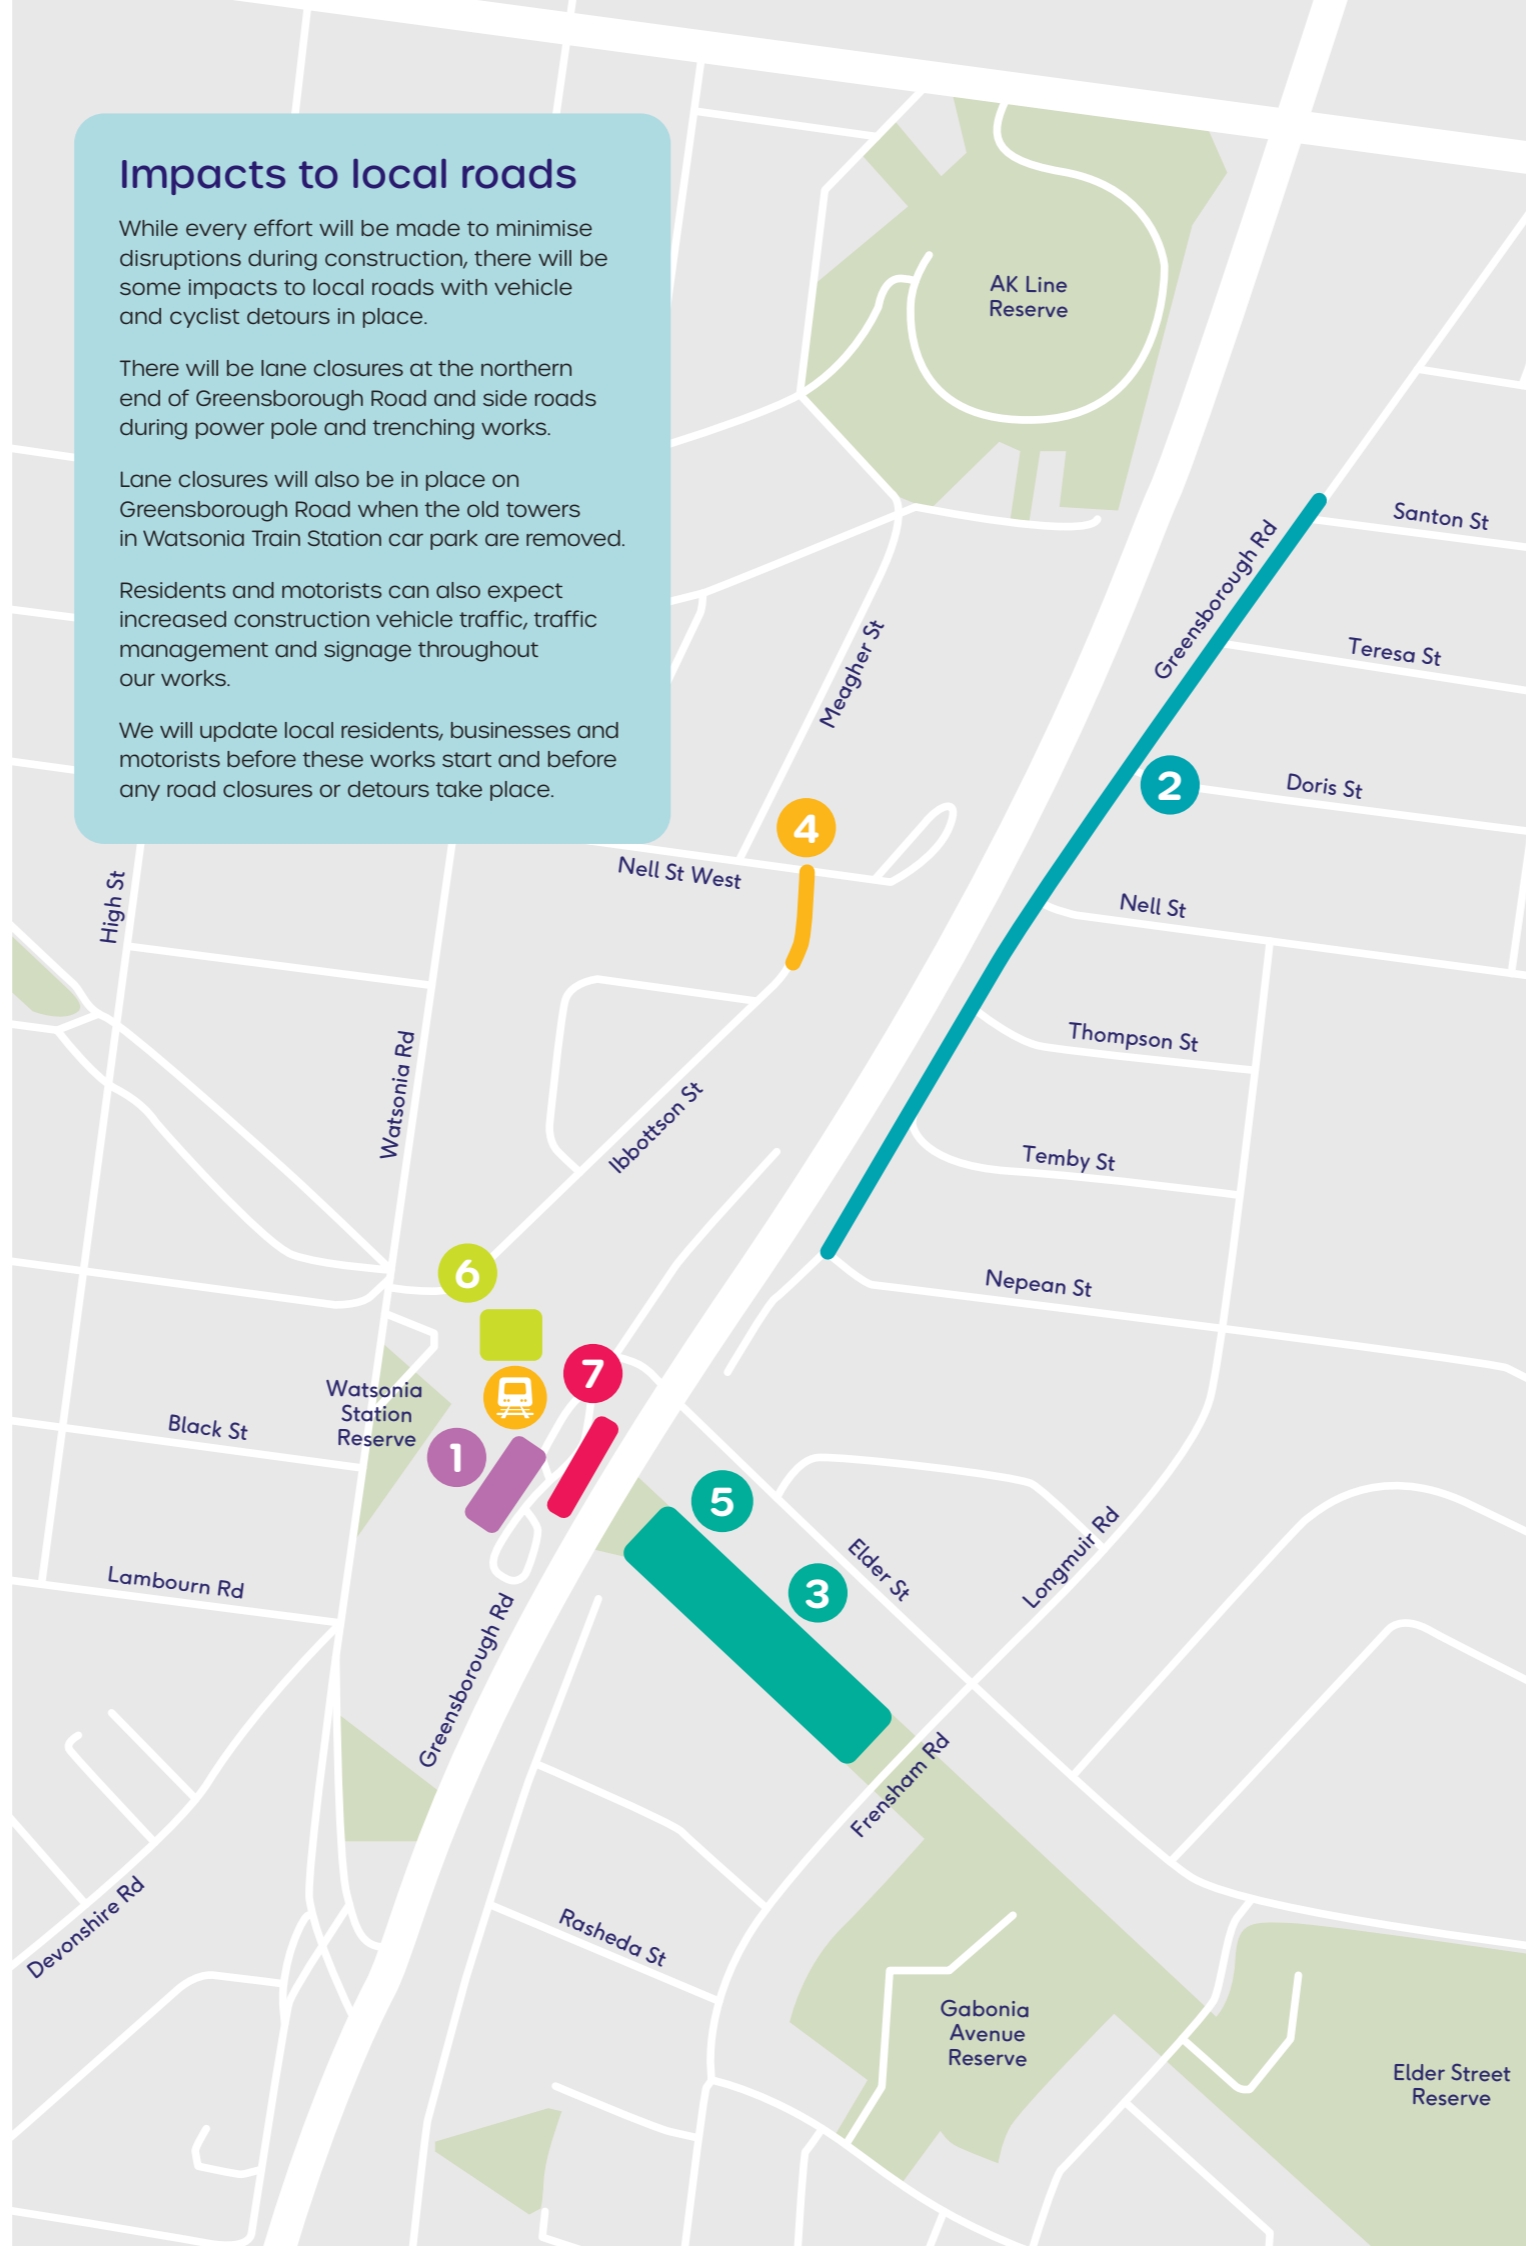 Impacts to local roads
While every effort will be made to minimise
disruptions during construction, there will be
some impacts to local roads with vehicle
and cyclist detours in place.
There will be lane closures at the northern
end of Greensborough Road and side roads
during power pole and trenching works.
Lane closures will also be in place on
Greensborough Road when the old towers
in Watsonia Train Station car park are removed.
Residents and motorists can also expect
increased construction vehicle traffic, traffic
management and signage throughout
our works.
We will update local residents, businesses and
motorists before these works start and before
any road closures or detours take place.
AK Line
Reserve
Santon St
Greensborough Rd
Teresa St
Meagher St
2
Doris St
4
Nell St West
High St
Nell St
Thompson St
Watsonia Rd
Ibbottson St
Temby St
6
Nepean St
7
Watsonia
Station
Reserve
Black St
1
5
3
Elder St
Longmuir Rd
Lambourn Rd
Greensborough Rd
Frensham Rd
Devonshire Rd
Rasheda St
Gabonia
Avenue
Reserve
Elder Street
Reserve